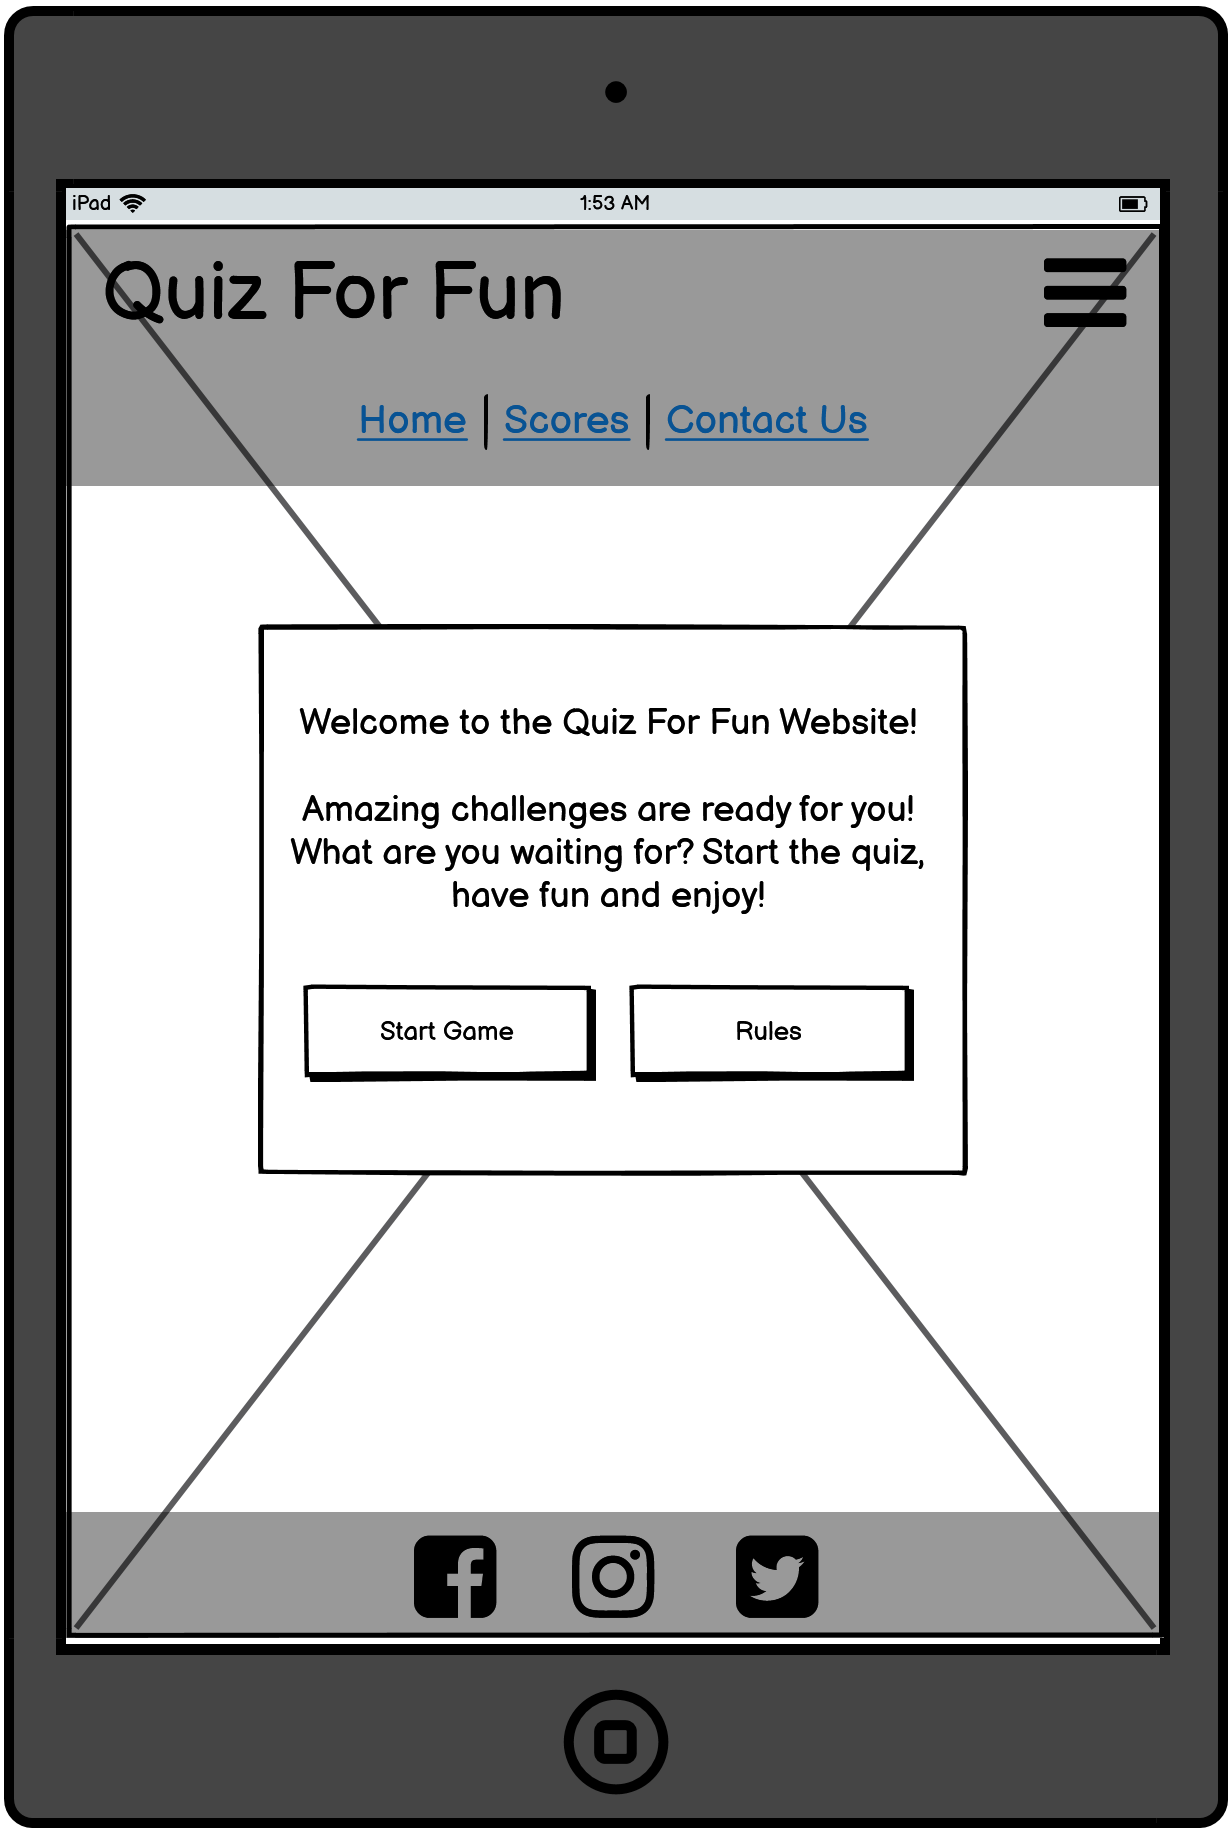 iPad 1:53 AM
Quiz For Fun
Home | Scores | Contact Us
Welcome to the Quiz For Fun Website!
Amazing challenges are ready for you!
What are you waiting for? Start the quiz,
have fun and enjoy!
Start Game Rules